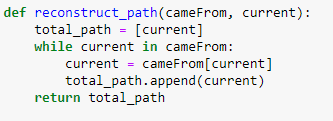 def reconstruct_path(cameFrom, current):
    total_path = [current]
    while current in cameFrom:
        current = cameFrom[current]
        total_path.append(current)
    return total_path